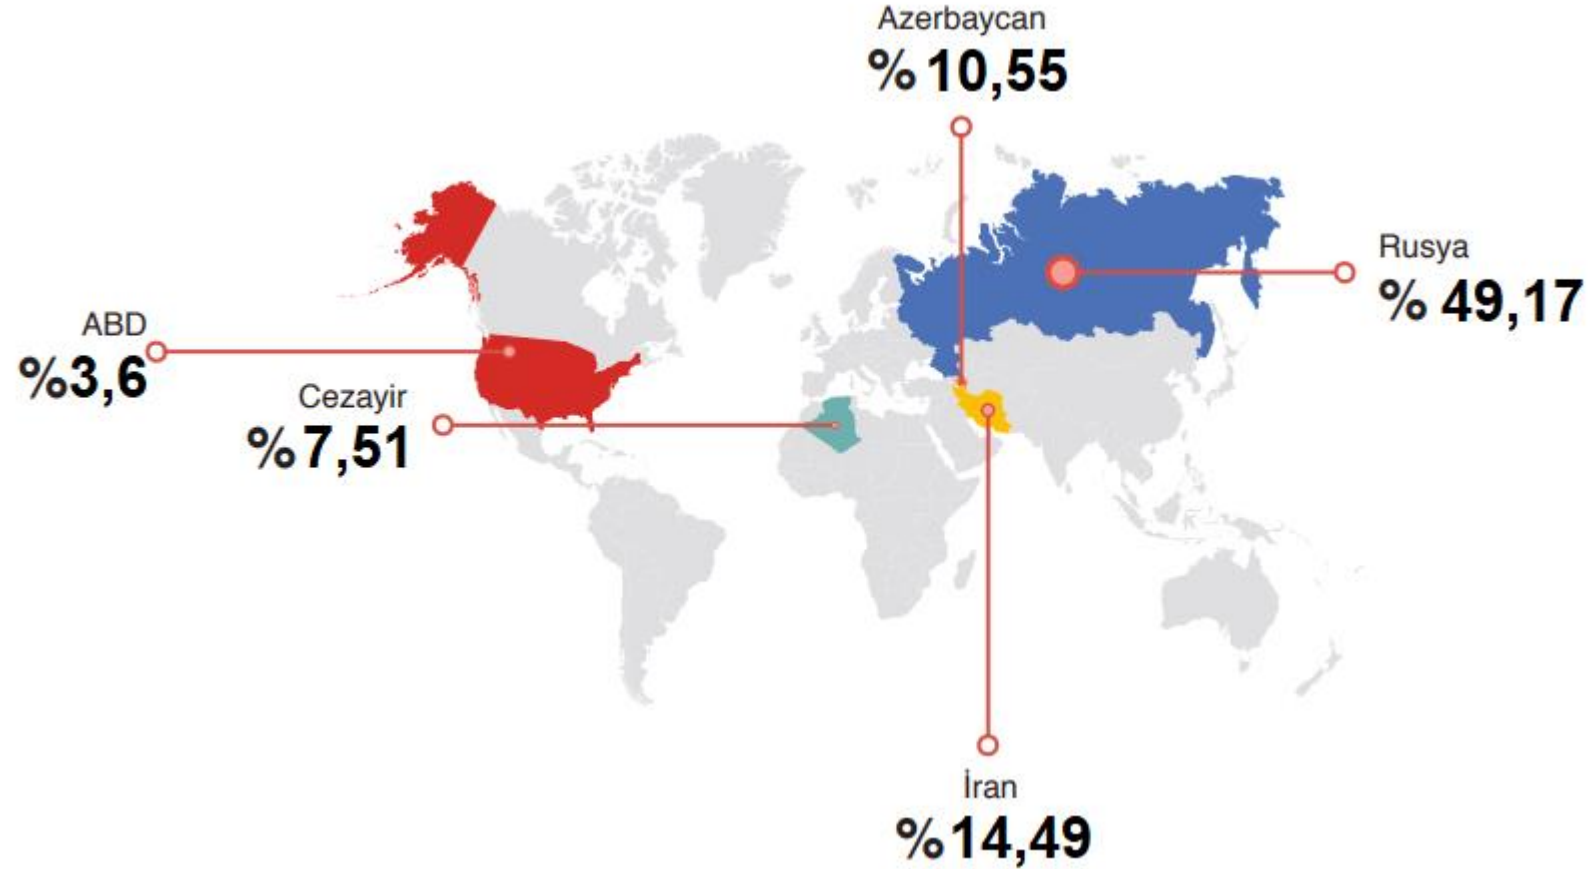 Azerbaycan
% 10,55
Rusya
% 49,17
ABD
%3,6
Cezayir
% 7,51
İran
% 14,49